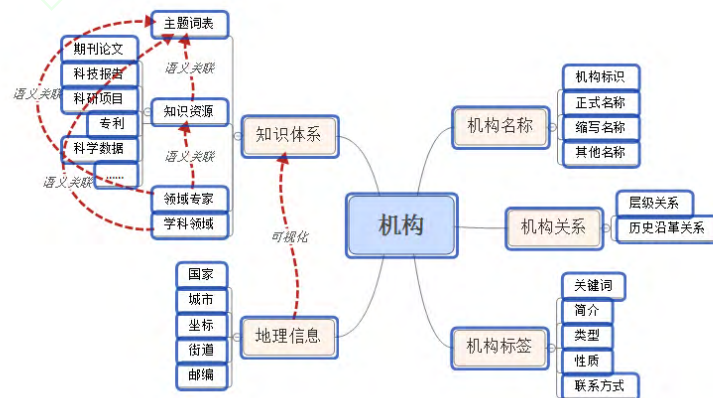 主题词表
期刊论文
语义关联
科技报告
语义关联
科研项目
知识资源
专利
知识体系
科学数据
语义关联
语义关联
......
领域专家
学科领域
可视化
国家
城市
坐标
地理信息
街道
邮编
机构
机构标识
机构名称
正式名称
缩写名称
其他名称
层级关系
机构关系
历史沿革关系
关键词
简介
机构标签
类型
性质
联系方式